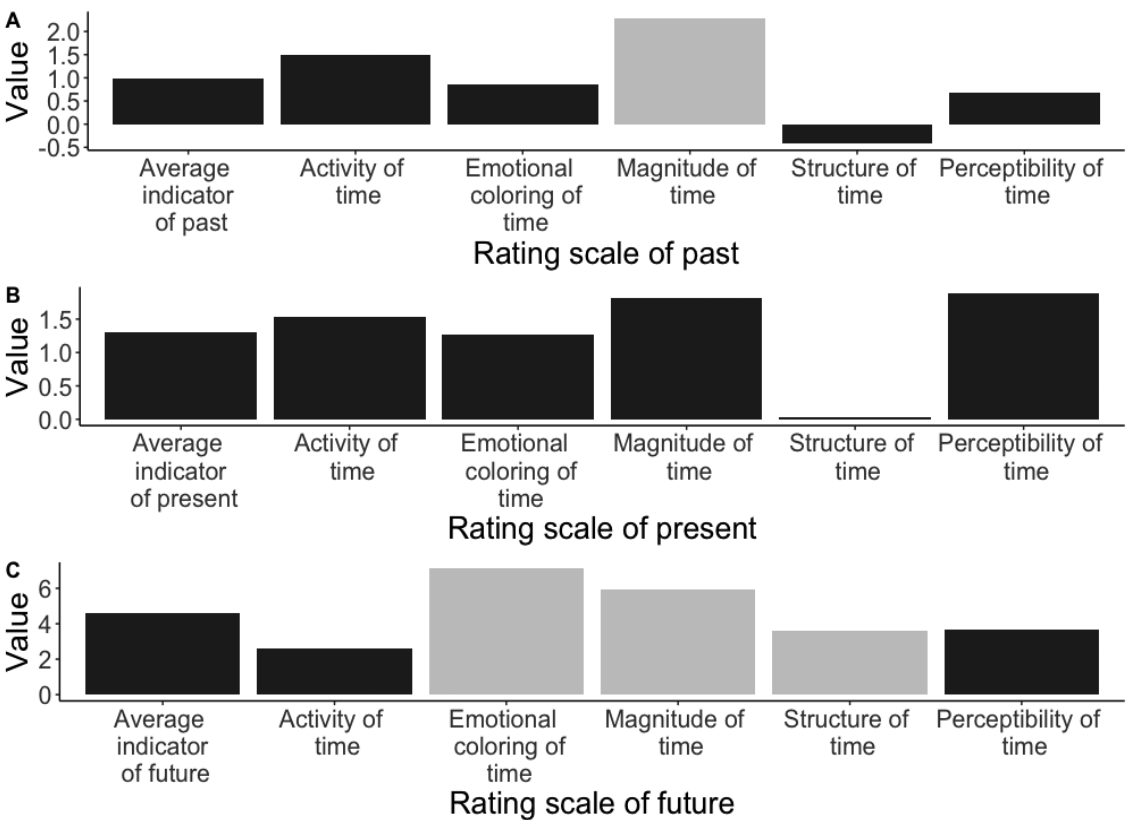 A
Value
2.0
1.5
1.0
0.5
0.0
-0.5
Average Activity of Emotional Magnitude of Structure of Perceptibility of
indicator time coloring of time time time
of past time
Rating scale of past
B
Value
1.5
1.0
0.5
0.0
Average Activity of Emotional Magnitude of Structure of Perceptibility of
indicator time coloring of time time time
of present time
Rating scale of present
C
Value
6
4
2
0
Average Activity of Emotional Magnitude of Structure of Perceptibility of
indicator time coloring of time time time
of future time
Rating scale of future